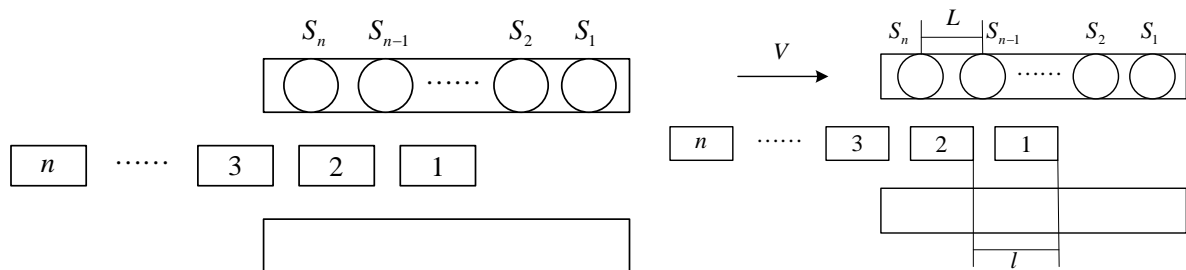 S_n S_{n-1} S_2 S_1
......
n ...... 3 2 1
L
S_n S_{n-1} S_2 S_1
V
......
n ...... 3 2 1
l